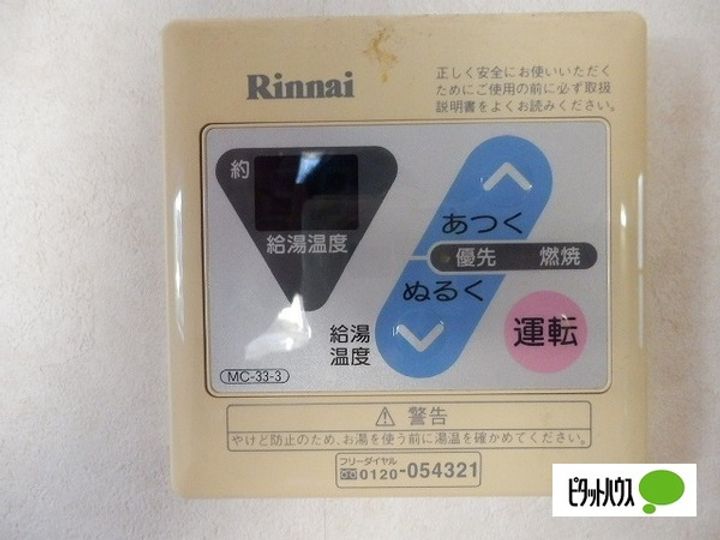 Rinnai
正しく安全にお使いいただく
ためにご使用の前に必ず取扱
説明書をよくお読みください。
約
給湯温度
あつく
優先 燃焼
ぬるく
給湯
温度
運転
MC-33-3
⚠ 警告
やけど防止のため、お湯を使う前に湯温を確かめてください。
フリーダイヤル
0120-054321
ピタットハウス